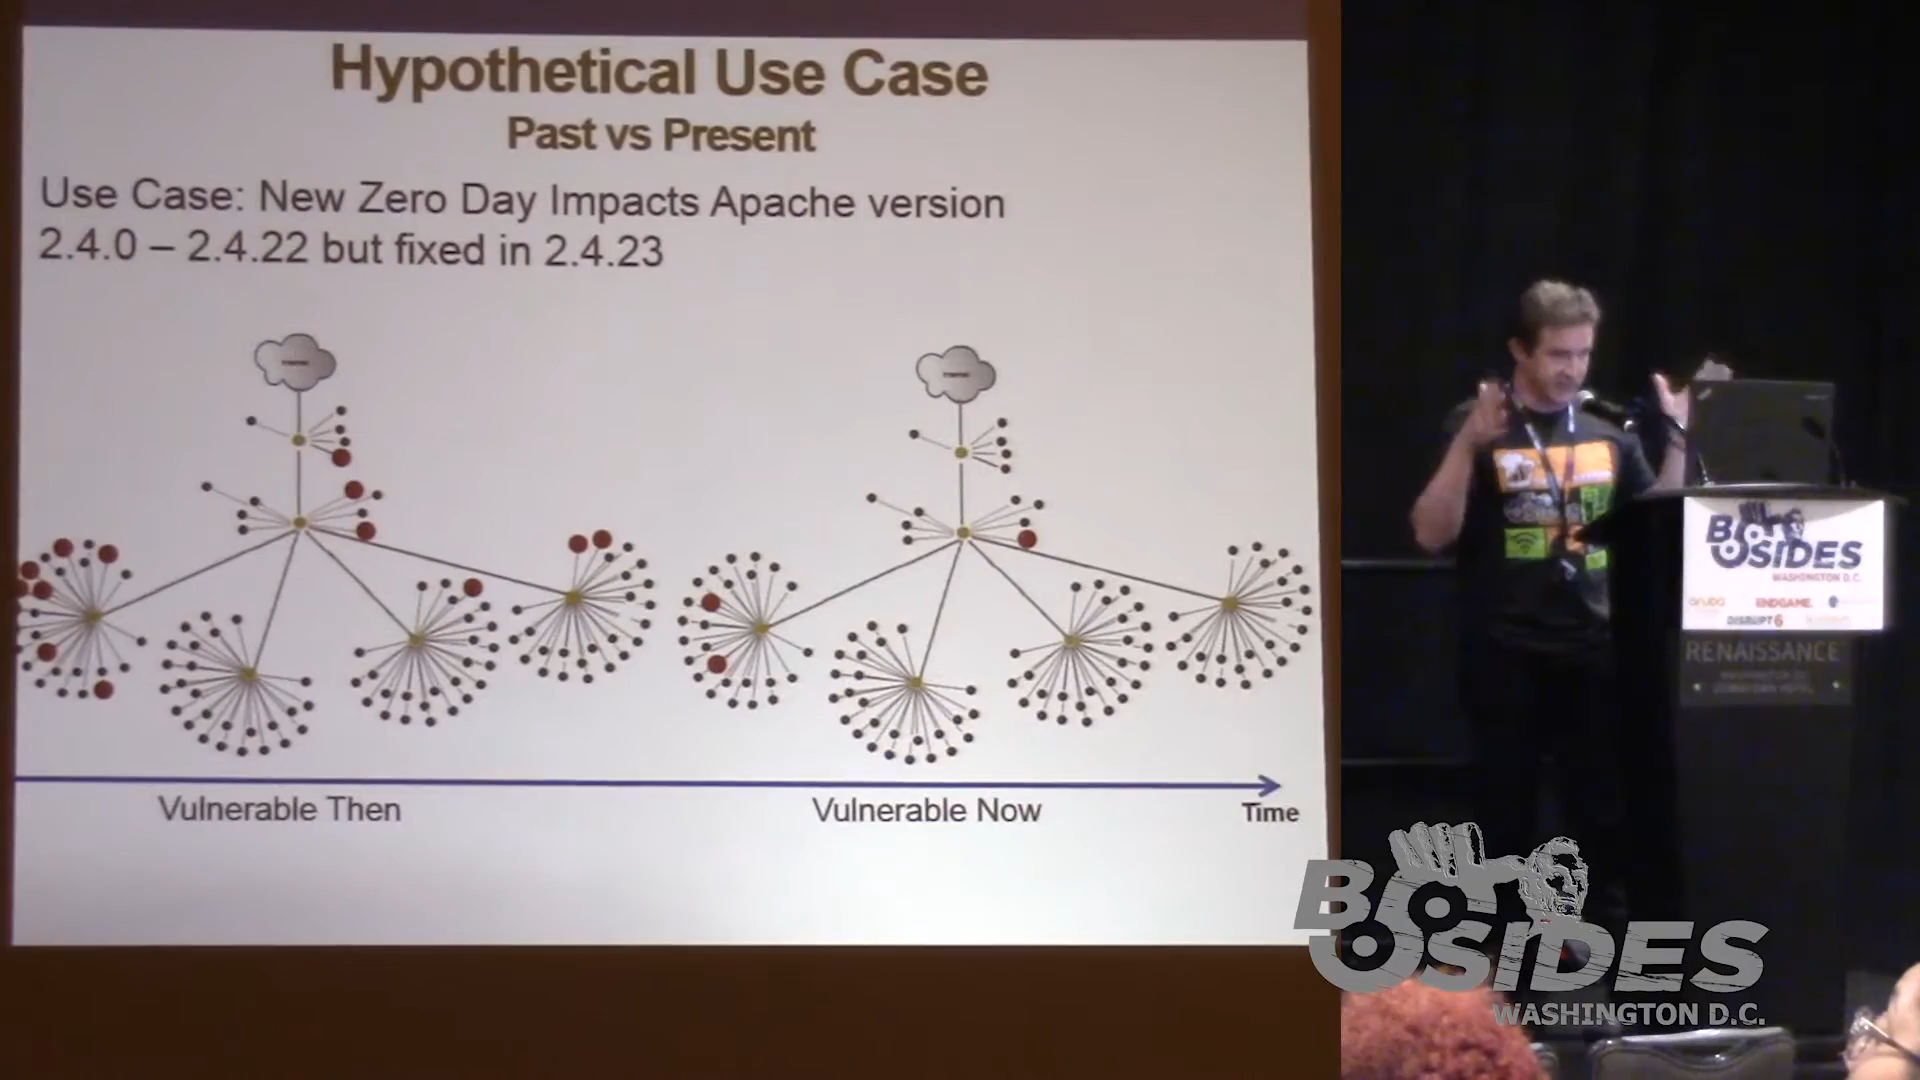 Hypothetical Use Case
Past vs Present
Use Case: New Zero Day Impacts Apache version
2.4.0 – 2.4.22 but fixed in 2.4.23
Vulnerable Then
Vulnerable Now
Time
BSIDES
WASHINGTON D.C.
aruba
ENDGAME.
DISRUPT6
RENAISSANCE
BSIDES
WASHINGTON D.C.